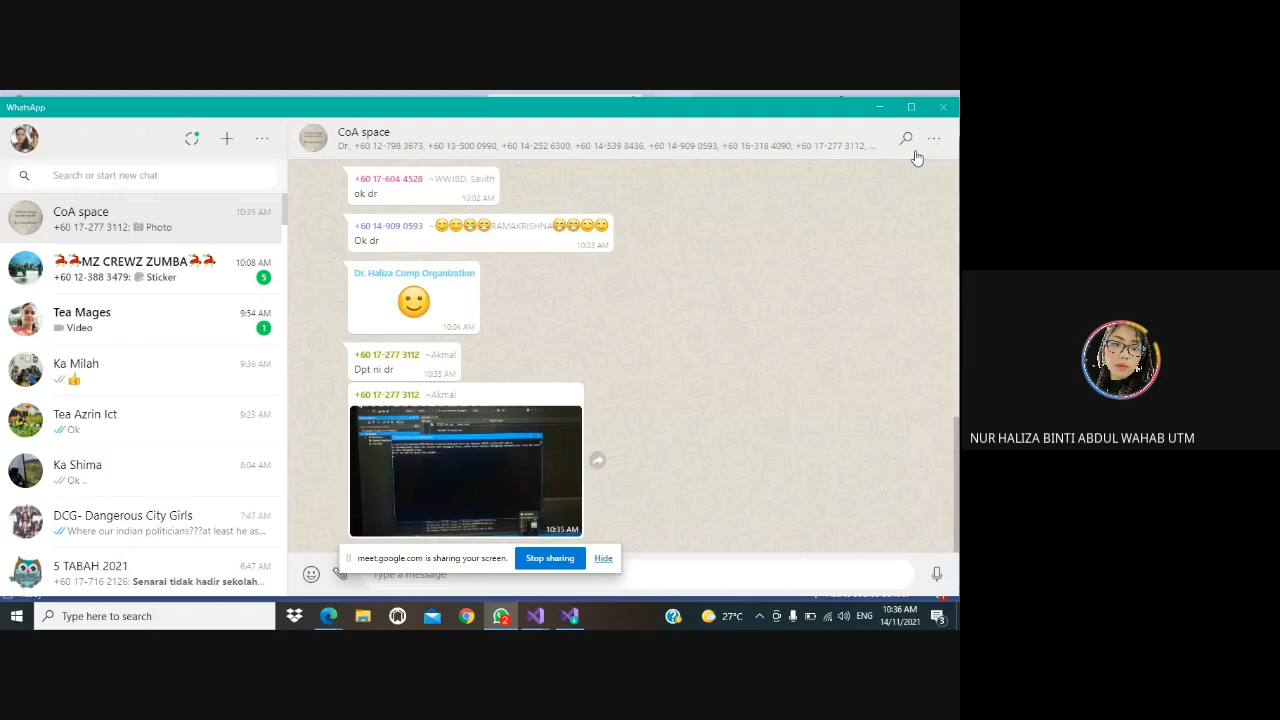 WhatsApp
Search or start new chat
CoA space 10:35 AM
+60 17-277 3112: Photo
MZ CREWZ ZUMBA 10:08 AM
+60 12-388 3479: Sticker 5
Tea Mages 9:54 AM
Video 1
Ka Milah 9:36 AM
Tea Azrin Ict 9:23 AM
Ok
Ka Shima 8:04 AM
Ok ..
DCG- Dangerous City Girls 7:47 AM
Where our indian politicians???at least he as...
5 TABAH 2021 6:47 AM
+60 17-716 2126: Senarai tidak hadir sekolah...
CoA space
Dr., +60 12-798 3673, +60 13-500 0990, +60 14-252 6300, +60 14-539 8436, +60 14-909 0593, +60 16-318 4090, +60 17-277 3112, ...
+60 17-604 4528 ~WWJBD, Savith
ok dr
10:02 AM
+60 14-909 0593 ~😊😊😁😁RAMAKRISHNA😁😁😊😊
Ok dr
10:03 AM
Dr. Haliza Comp Organization
🙂
10:04 AM
+60 17-277 3112 ~Akmal
Dpt ni dr
10:35 AM
+60 17-277 3112 ~Akmal
10:35 AM
meet.google.com is sharing your screen. Stop sharing Hide
Type a message
Type here to search
2
27°C
ENG
10:36 AM
14/11/2021
3
NUR HALIZA BINTI ABDUL WAHAB UTM